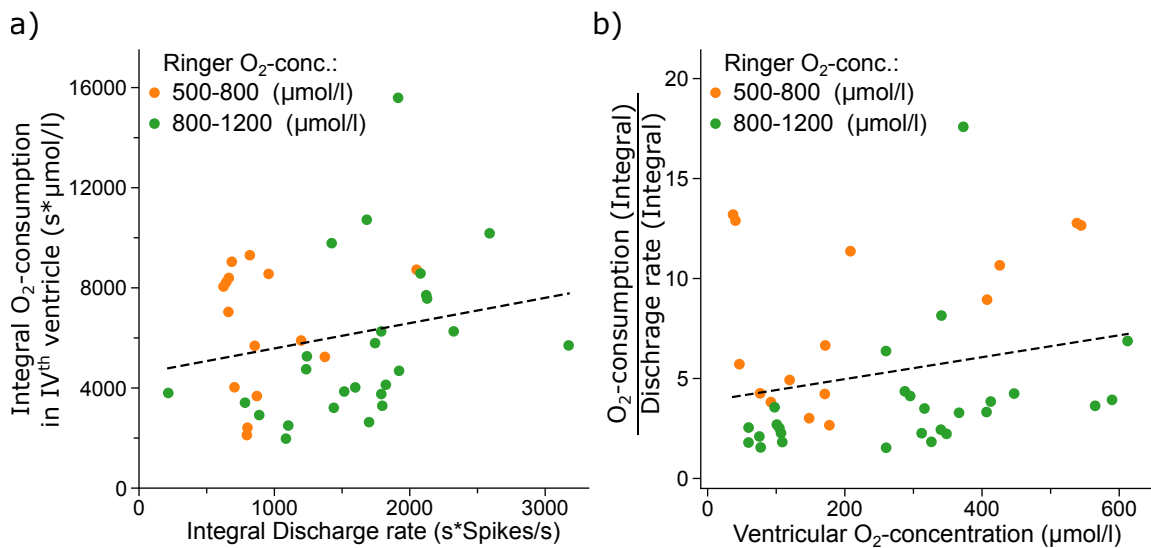 a)
Ringer O₂-conc.:
500-800 (µmol/l)
800-1200 (µmol/l)
Integral O₂-consumption
in IVᵗʰ ventricle (s*µmol/l)
16000
12000
8000
4000
0
0
1000
2000
3000
Integral Discharge rate (s*Spikes/s)
b)
Ringer O₂-conc.:
500-800 (µmol/l)
800-1200 (µmol/l)
O₂-consumption (Integral)
Dischrage rate (Integral)
20
15
10
5
0
0
200
400
600
Ventricular O₂-concentration (µmol/l)